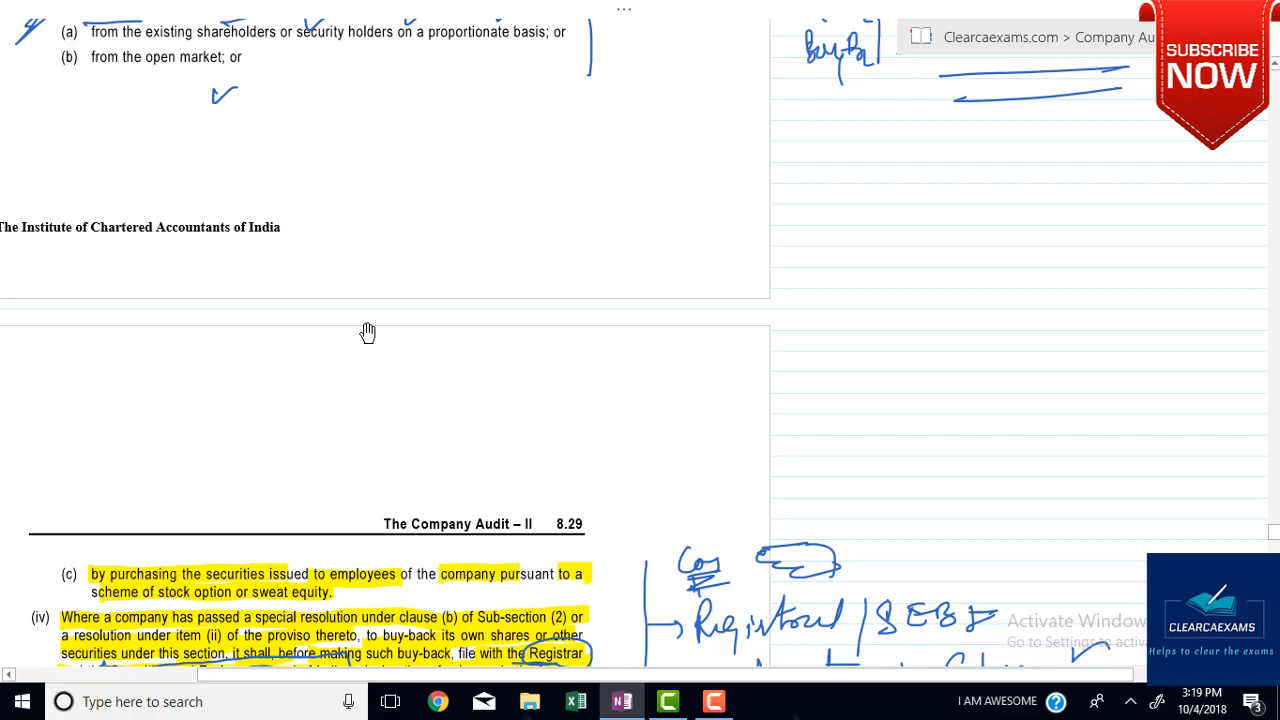 (a) from the existing shareholders or security holders on a proportionate basis; or
(b) from the open market; or
Buy-Ba
Clearcaexams.com > Company Au
SUBSCRIBE
NOW
The Institute of Chartered Accountants of India
The Company Audit – II 8.29
(c) by purchasing the securities issued to employees of the company pursuant to a
scheme of stock option or sweat equity.
(iv) Where a company has passed a special resolution under clause (b) of Sub-section (2) or
a resolution under item (ii) of the proviso thereto, to buy-back its own shares or other
securities under this section, it shall, before making such buy-back, file with the Registrar
Cos
Registrar / SEBI
Activate Windows
Go to Settings to activ
CLEARCAEXAMS
Helps to clear the exams
Type here to search
I AM AWESOME
3:19 PM
10/4/2018
3